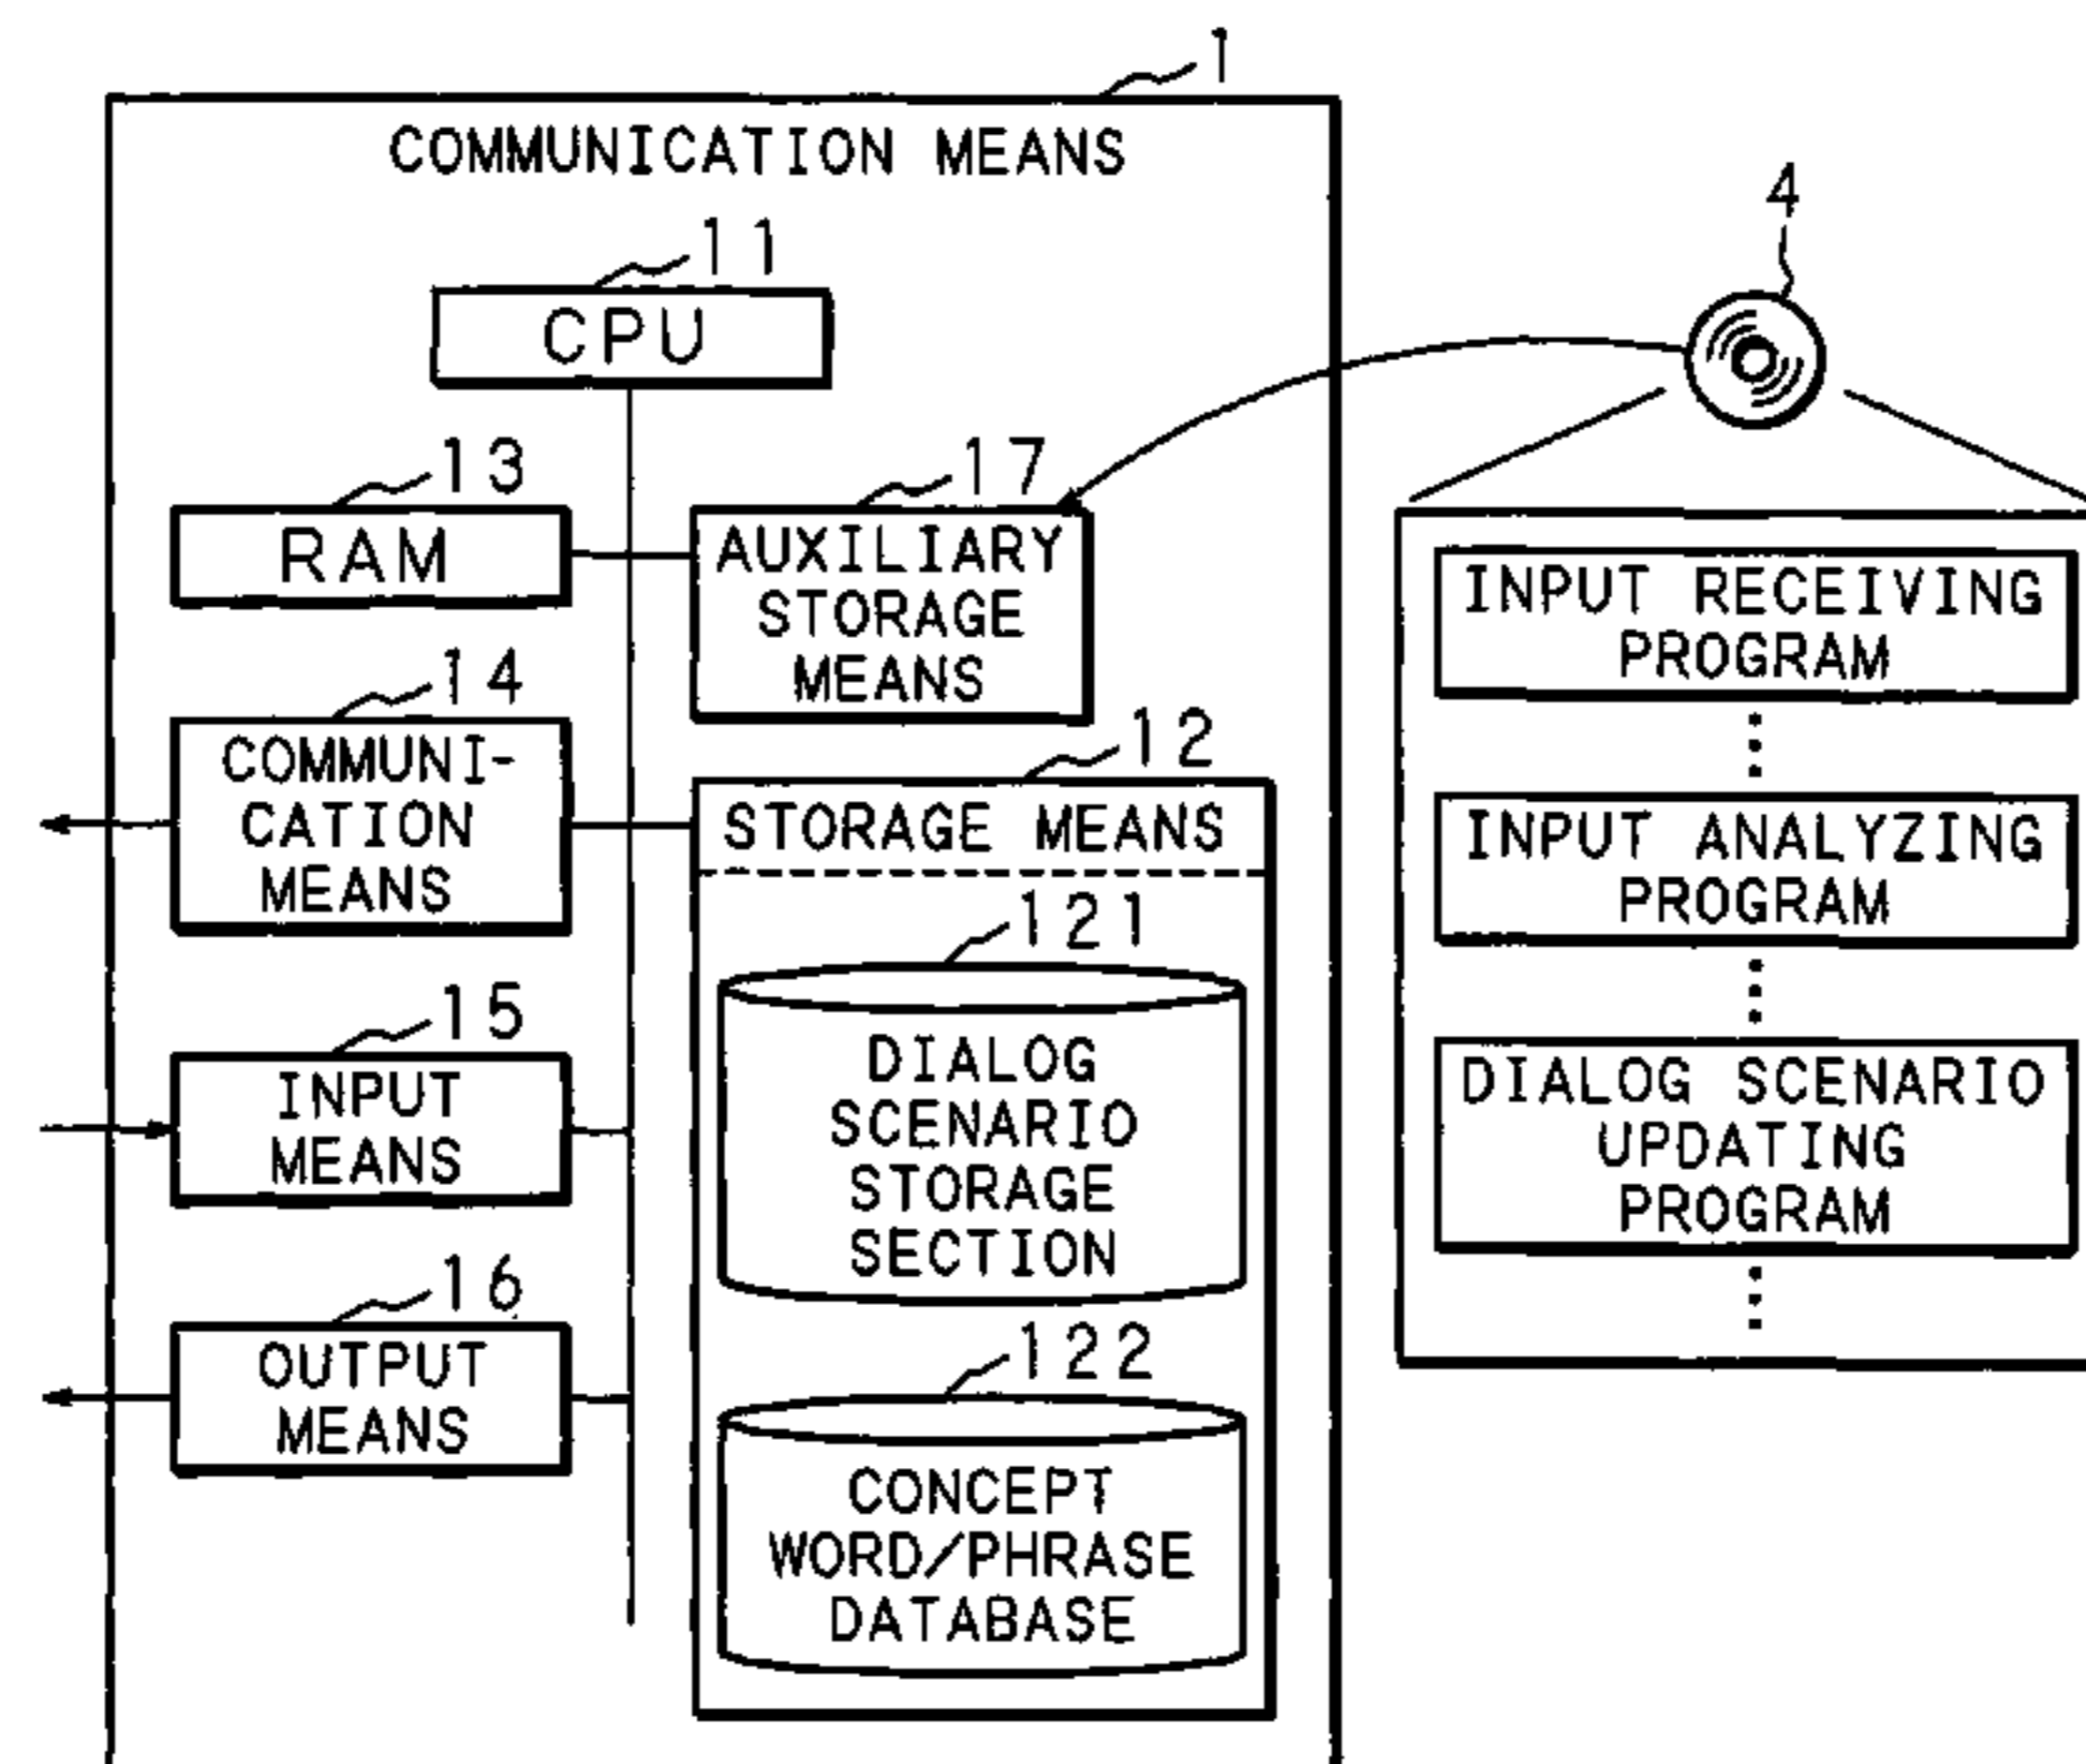 1
COMMUNICATION MEANS
11
CPU
13
RAM
17
AUXILIARY
STORAGE
MEANS
14
COMMUNI-
CATION
MEANS
12
STORAGE MEANS
121
DIALOG
SCENARIO
STORAGE
SECTION
15
INPUT
MEANS
16
OUTPUT
MEANS
122
CONCEPT
WORD/PHRASE
DATABASE
4
INPUT RECEIVING
PROGRAM
INPUT ANALYZING
PROGRAM
DIALOG SCENARIO
UPDATING
PROGRAM